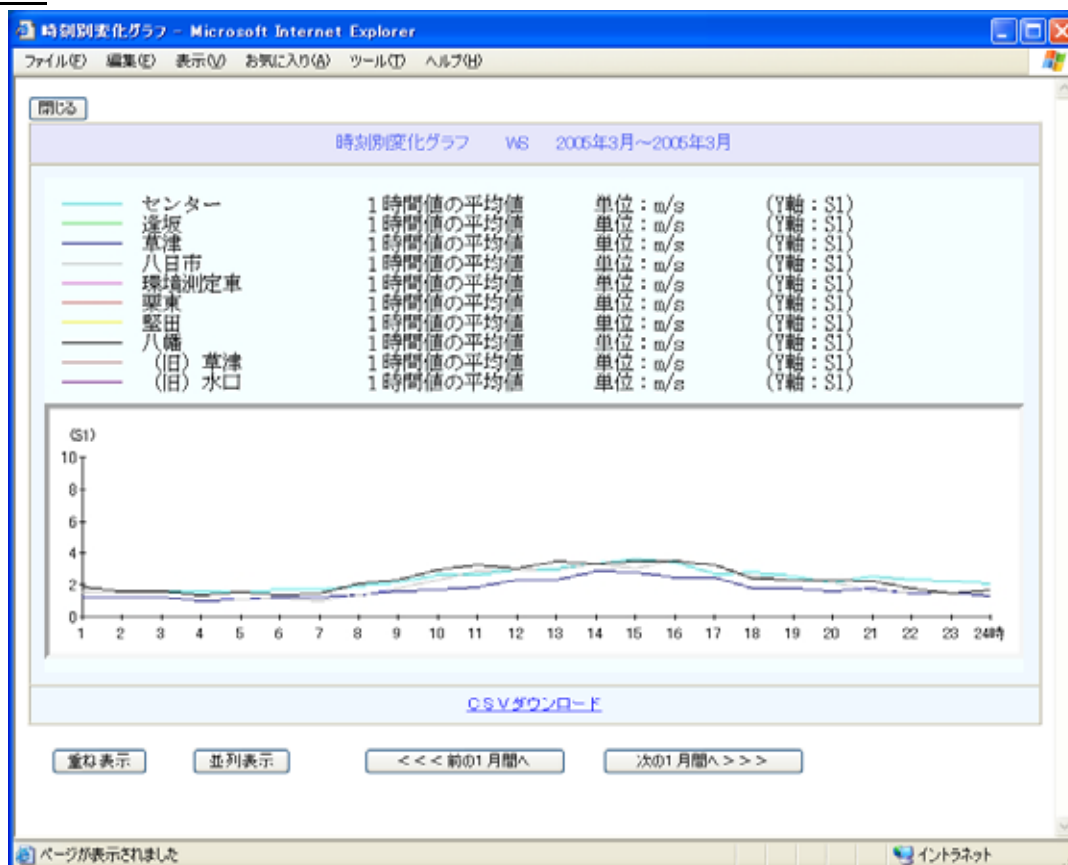 時刻別変化グラフ - Microsoft Internet Explorer
ファイル(F) 編集(E) 表示(V) お気に入り(A) ツール(T) ヘルプ(H)
閉じる
時刻別変化グラフ WS 2005年3月～2005年3月
センター 1時間値の平均値 単位：m/s (Y軸：S1)
逢坂 1時間値の平均値 単位：m/s (Y軸：S1)
草津 1時間値の平均値 単位：m/s (Y軸：S1)
八日市 1時間値の平均値 単位：m/s (Y軸：S1)
環境測定車 1時間値の平均値 単位：m/s (Y軸：S1)
栗東 1時間値の平均値 単位：m/s (Y軸：S1)
堅田 1時間値の平均値 単位：m/s (Y軸：S1)
八幡 1時間値の平均値 単位：m/s (Y軸：S1)
（旧）草津 1時間値の平均値 単位：m/s (Y軸：S1)
（旧）水口 1時間値の平均値 単位：m/s (Y軸：S1)
(S1)
10
8
6
4
2
0
1 2 3 4 5 6 7 8 9 10 11 12 13 14 15 16 17 18 19 20 21 22 23 24時
CSVダウンロード
重ね表示 並列表示 <<<前の1月間へ 次の1月間へ>>>
ページが表示されました イントラネット